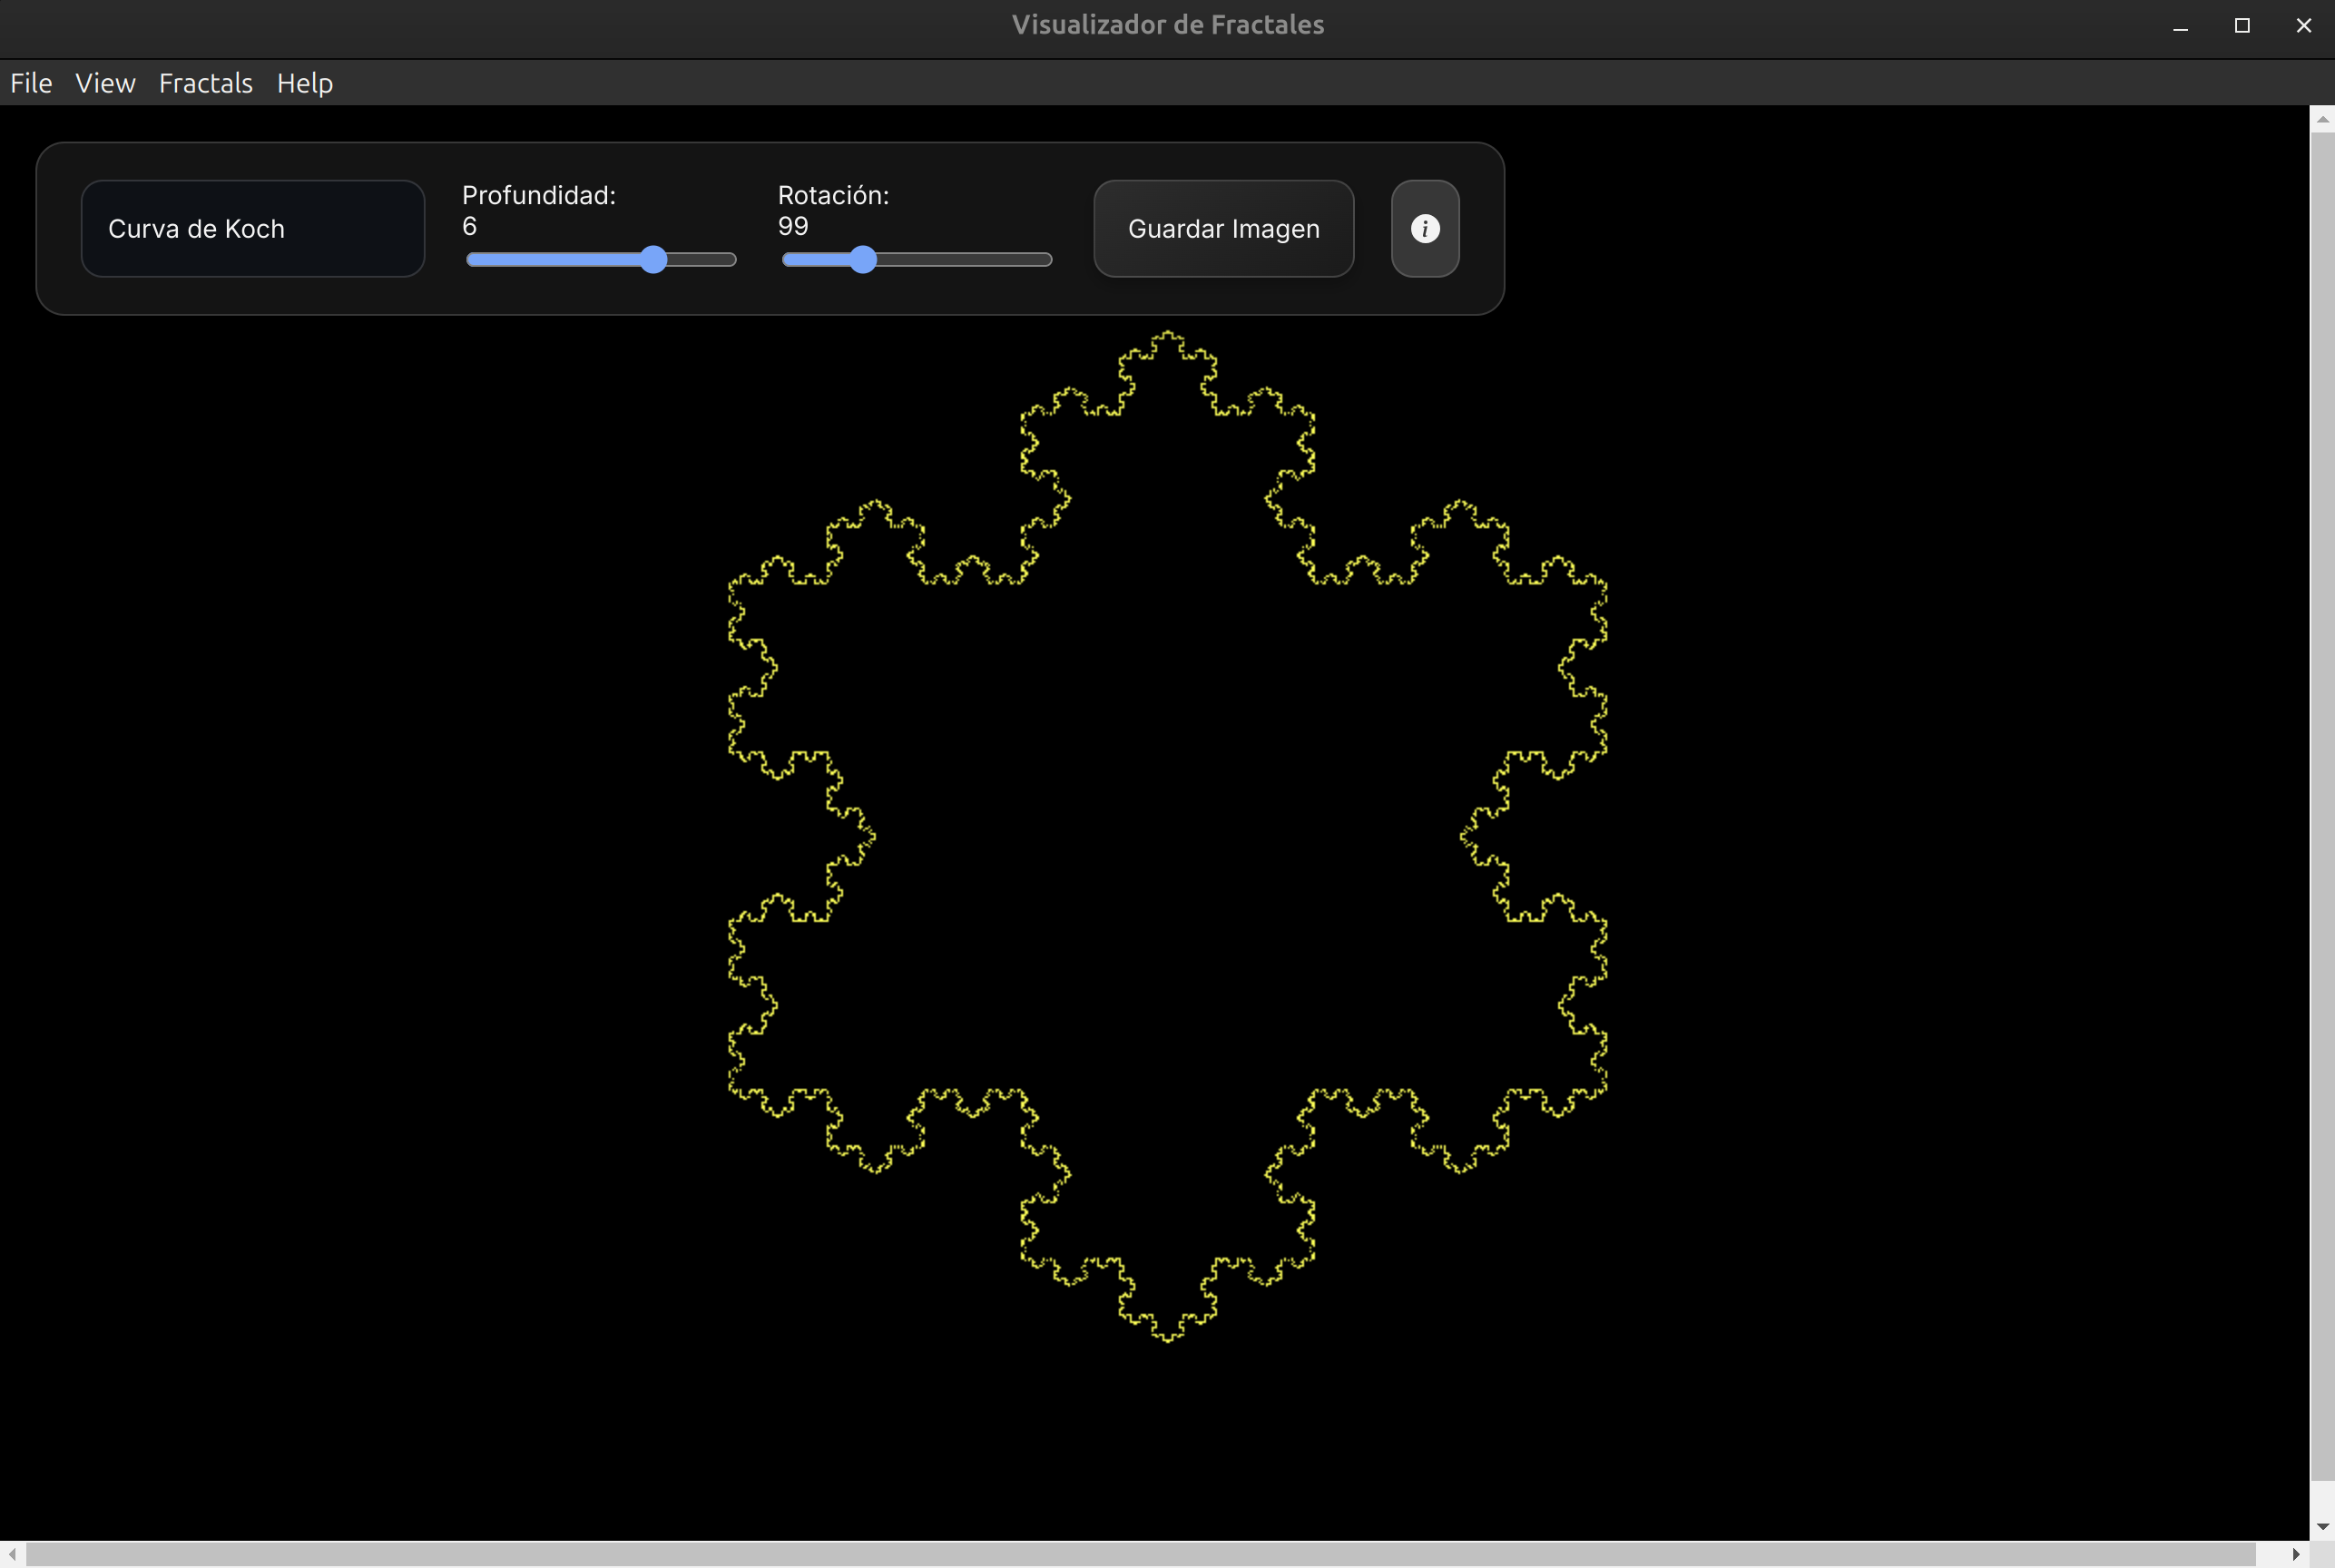 Visualizador de Fractales
File View Fractals Help
Curva de Koch
Profundidad:
6
Rotación:
99
Guardar Imagen
i